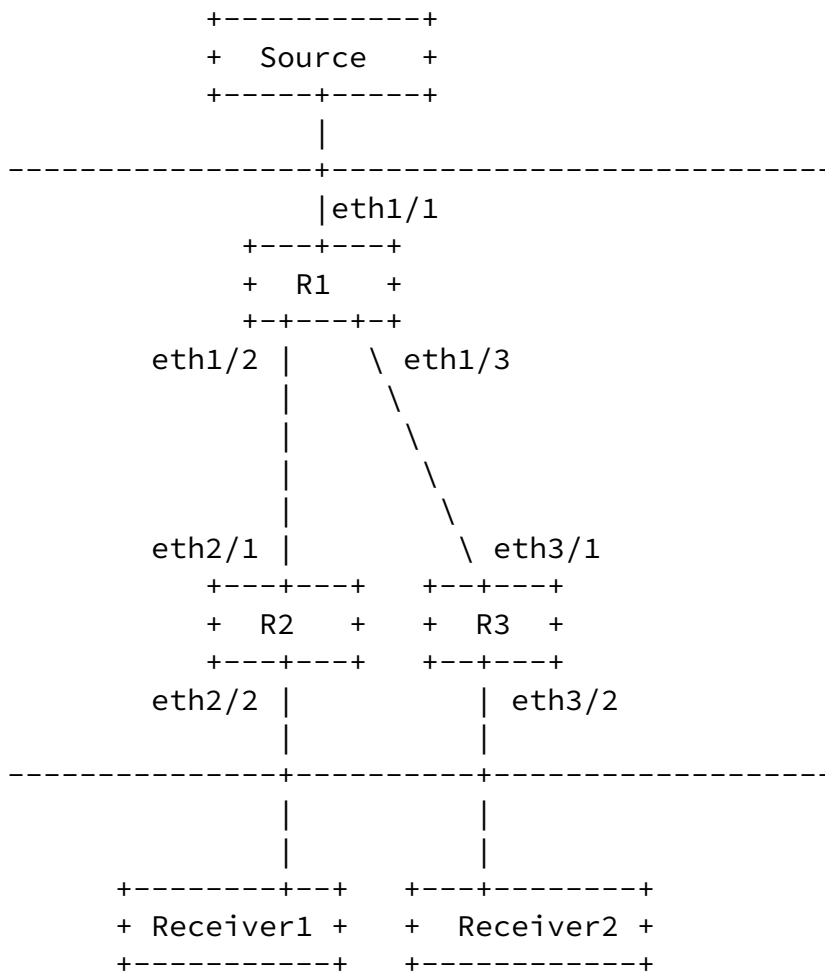 +-----------+
+ Source +
+-----+-----+
|
-----------------+----------------------------
|eth1/1
+---+---+
+ R1 +
+-+---+-+
eth1/2 | \ eth1/3
| \
| \
| \
| \
eth2/1 | \ eth3/1
+---+---+ +--+---+
+ R2 + + R3 +
+---+---+ +--+---+
eth2/2 | | eth3/2
| |
---------------+----------+-------------------
| |
| |
+--------+--+ +---+--------+
+ Receiver1 + + Receiver2 +
+-----------+ +------------+